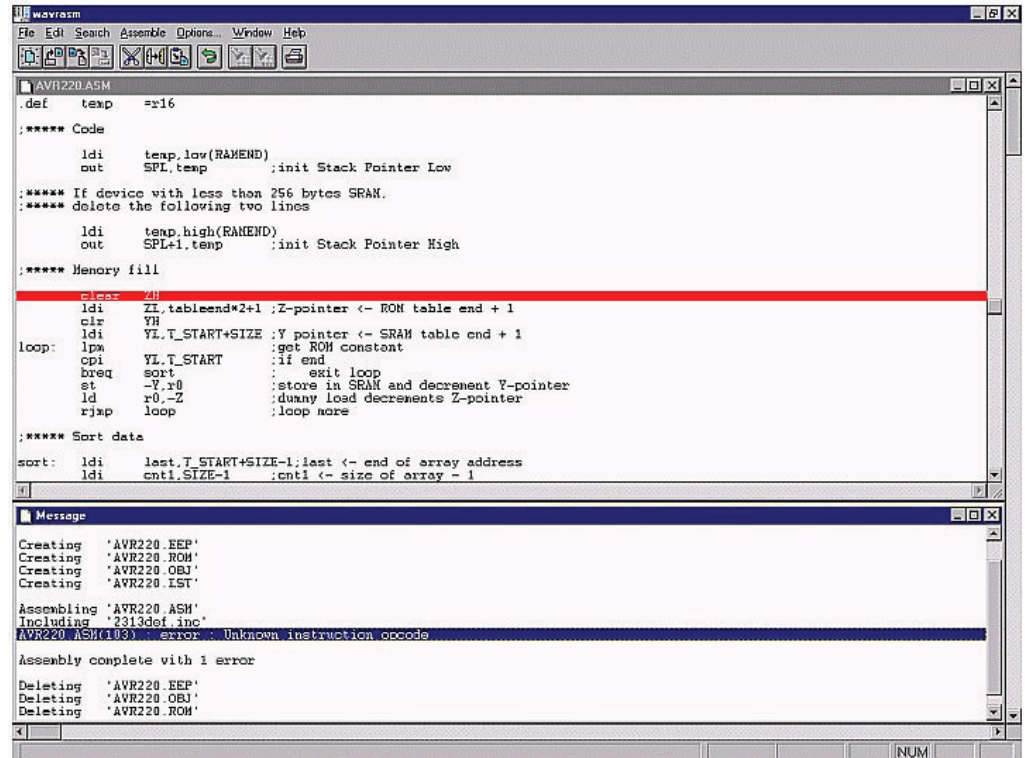 wavrasm
File Edit Search Assemble Options... Window Help
AVR220.ASM
.def temp =r16
;***** Code
ldi temp,low(RAMEND)
out SPL,temp ;init Stack Pointer Low
;***** If device with less than 256 bytes SRAM.
;***** delete the following two lines
ldi temp,high(RAMEND)
out SPL+1,temp ;init Stack Pointer High
;***** Memory fill
clear ZH
ldi ZL,tableend*2+1 ;Z-pointer <- ROM table end + 1
clr YH
ldi YL,T_START+SIZE ;Y pointer <- SRAM table end + 1
loop: lpm ;get ROM constant
cpi YL,T_START ;if end
breq sort ; exit loop
st -Y,r0 ;store in SRAM and decrement Y-pointer
ld r0,-Z ;dummy load decrements Z-pointer
rjmp loop ;loop more
;***** Sort data
sort: ldi last,T_START+SIZE-1;last <- end of array address
ldi cnt1,SIZE-1 ;cnt1 <- size of array - 1
Message
Creating 'AVR220.EEP'
Creating 'AVR220.ROM'
Creating 'AVR220.OBJ'
Creating 'AVR220.LST'
Assembling 'AVR220.ASM'
Including '2313def.inc'
AVR220.ASM(103) : error : Unknown instruction opcode
Assembly complete with 1 error
Deleting 'AVR220.EEP'
Deleting 'AVR220.OBJ'
Deleting 'AVR220.ROM'
NUM